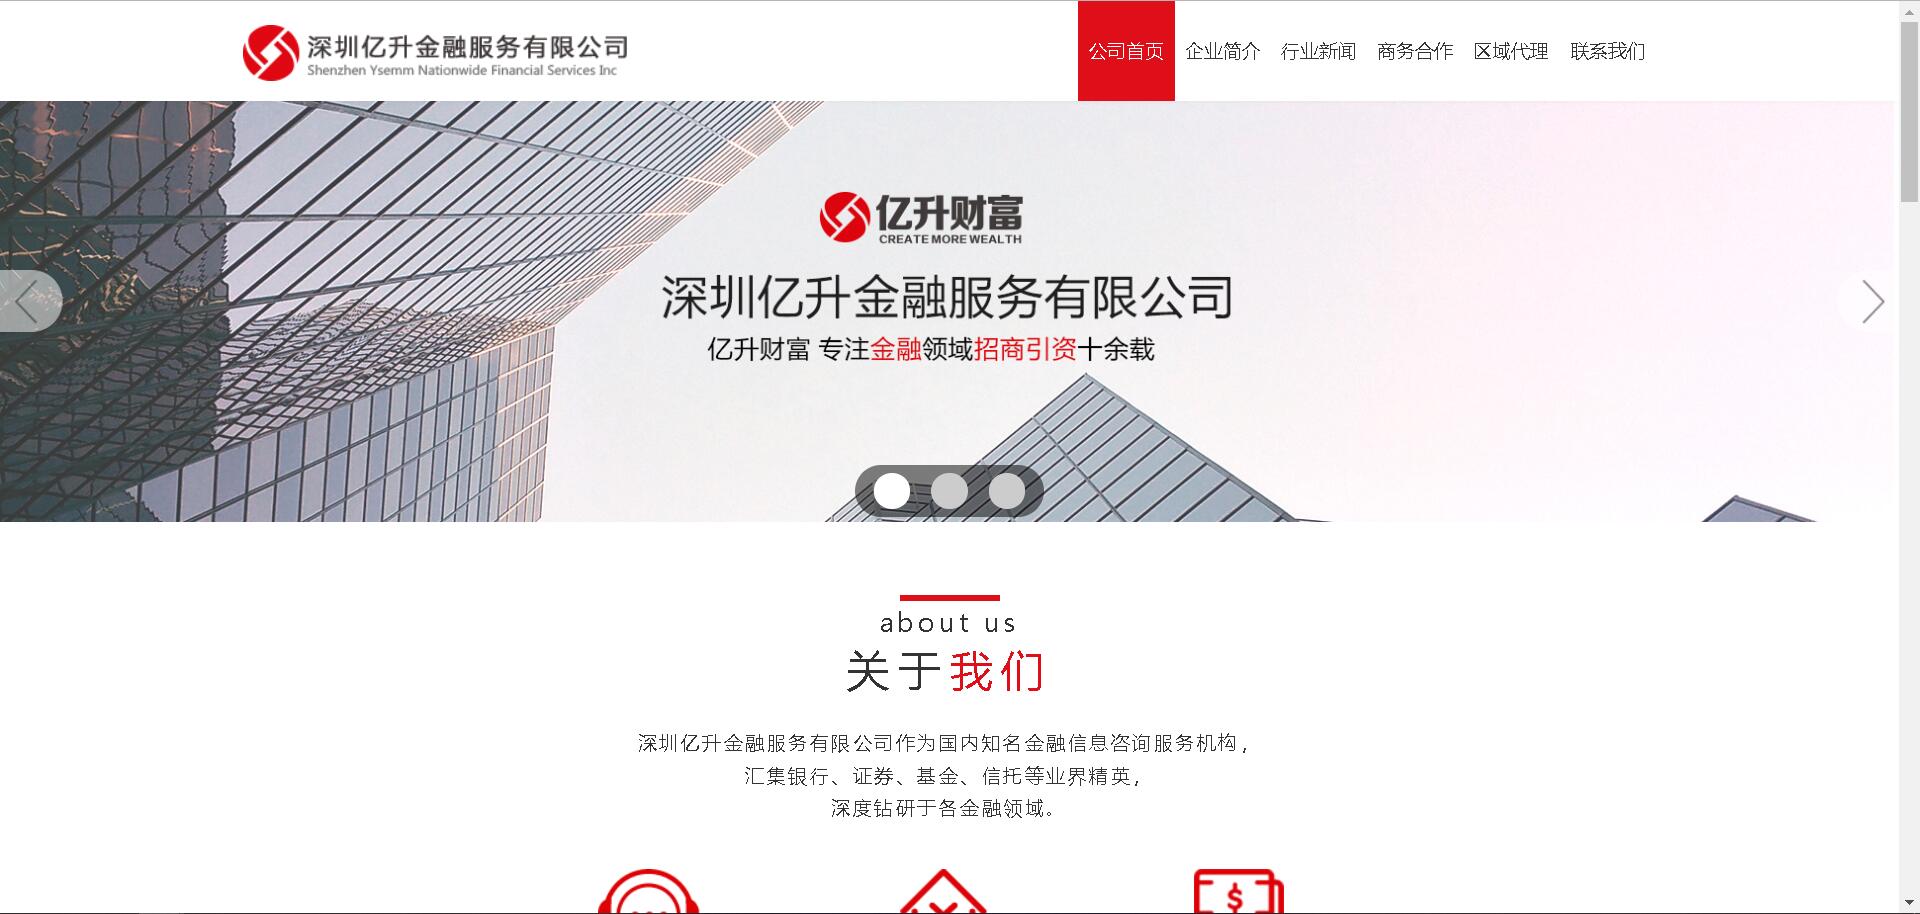 深圳亿升金融服务有限公司
Shenzhen Ysemm Nationwide Financial Services Inc
公司首页 企业简介 行业新闻 商务合作 区域代理 联系我们
亿升财富
CREATE MORE WEALTH
深圳亿升金融服务有限公司
亿升财富 专注金融领域招商引资十余载
about us
关于我们
深圳亿升金融服务有限公司作为国内知名金融信息咨询服务机构，
汇集银行、证券、基金、信托等业界精英，
深度钻研于各金融领域。
$